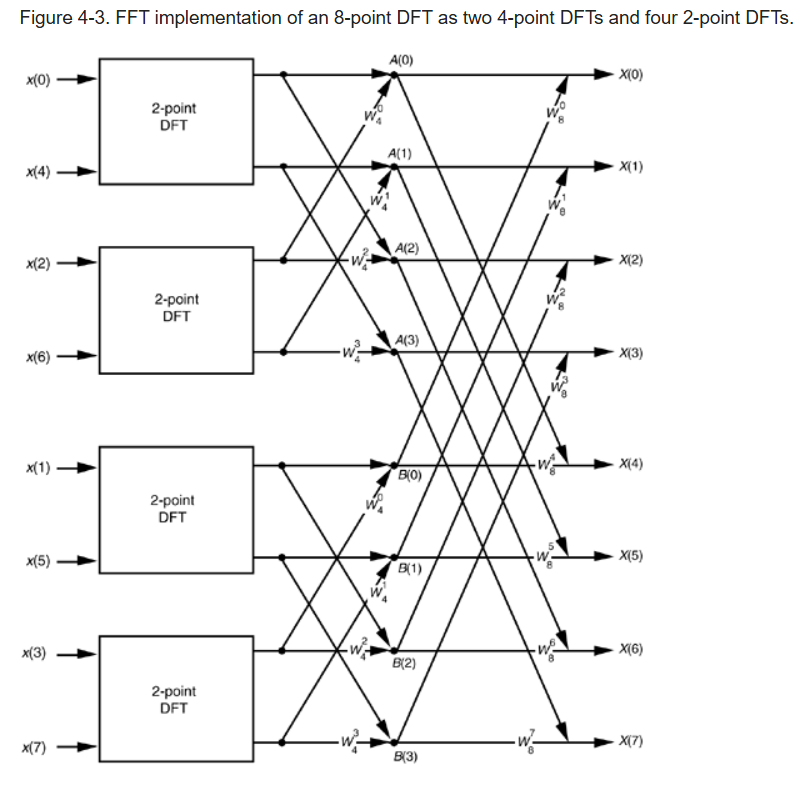 Figure 4-3. FFT implementation of an 8-point DFT as two 4-point DFTs and four 2-point DFTs.
A(0)
x(0)
X(0)
2-point
DFT
W₄⁰
W₈⁰
A(1)
x(4)
X(1)
W₄¹
W₈¹
A(2)
x(2)
W₄²
X(2)
2-point
DFT
W₈²
A(3)
x(6)
W₄³
X(3)
W₈³
x(1)
B(0)
W₈⁴
X(4)
2-point
DFT
W₄⁰
x(5)
B(1)
W₈⁵
X(5)
W₄¹
x(3)
W₄²
B(2)
W₈⁶
X(6)
2-point
DFT
x(7)
W₄³
B(3)
W₈⁷
X(7)